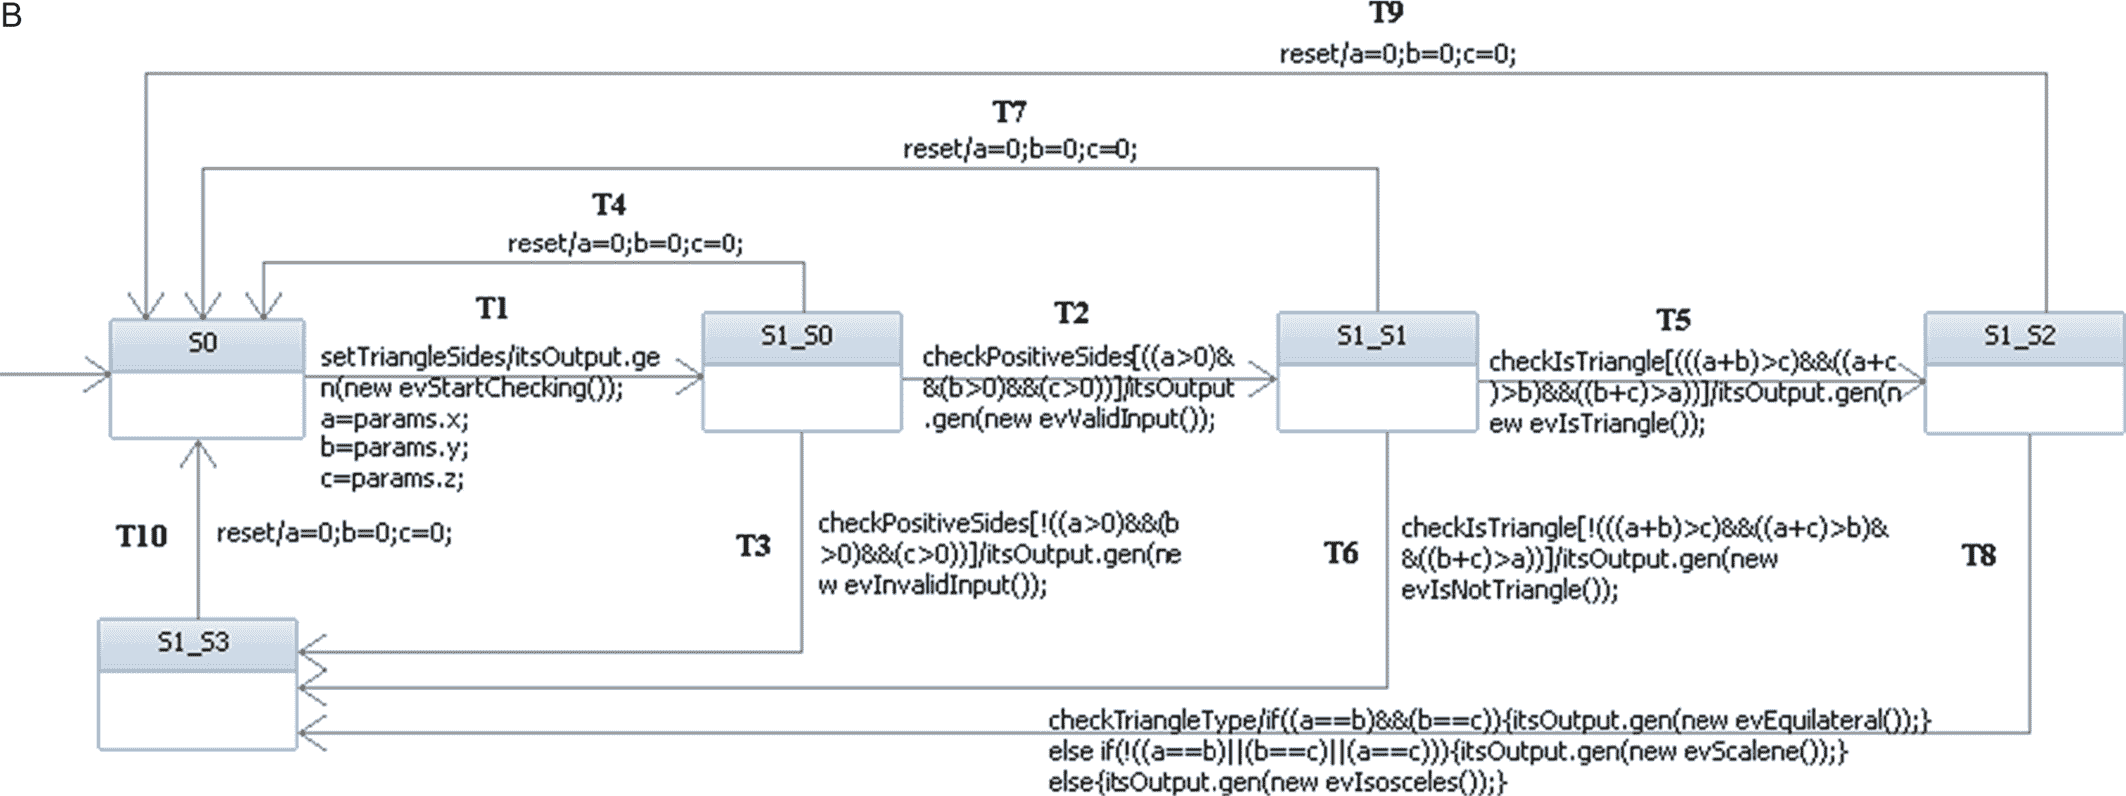 B
T9
reset/a=0;b=0;c=0;
T7
reset/a=0;b=0;c=0;
T4
reset/a=0;b=0;c=0;
S0
T1
setTriangleSides/itsOutput.ge
n(new evStartChecking());
a=params.x;
b=params.y;
c=params.z;
S1_S0
T2
checkPositiveSides[((a>0)&
&(b>0)&&(c>0))]/itsOutput
.gen(new evValidInput());
S1_S1
T5
checkIsTriangle[(((a+b)>c)&&((a+c
)>b)&&((b+c)>a))]/itsOutput.gen(n
ew evIsTriangle());
S1_S2
T10
reset/a=0;b=0;c=0;
T3
checkPositiveSides[!((a>0)&&(b
>0)&&(c>0))]/itsOutput.gen(ne
w evInvalidInput());
T6
checkIsTriangle[!(((a+b)>c)&&((a+c)>b)&
&((b+c)>a))]/itsOutput.gen(new
evIsNotTriangle());
T8
S1_S3
checkTriangleType/if((a==b)&&(b==c)){itsOutput.gen(new evEquilateral());}
else if(!((a==b)||(b==c)||(a==c))){itsOutput.gen(new evScalene());}
else{itsOutput.gen(new evIsosceles());}